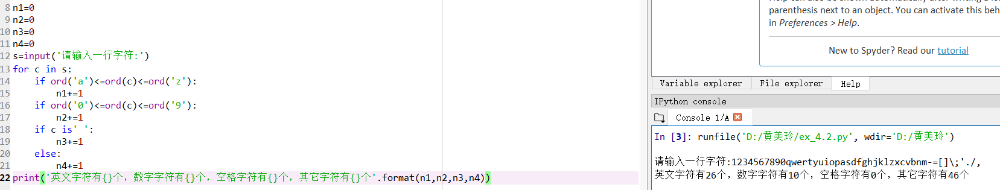 8 n1=0
9 n2=0
10 n3=0
11 n4=0
12 s=input('请输入一行字符:')
13 for c in s:
14     if ord('a')<=ord(c)<=ord('z'):
15         n1+=1
16     if ord('0')<=ord(c)<=ord('9'):
17         n2+=1
18     if c is' ':
19         n3+=1
20     else:
21         n4+=1
22 print('英文字符有{}个，数字字符有{}个，空格字符有{}个，其它字符有{}个'.format(n1,n2,n3,n4))
parenthesis next to an object. You can activate this beh
in Preferences > Help.
New to Spyder? Read our tutorial
Variable explorer File explorer Help
IPython console
Console 1/A
In [3]: runfile('D:/黄美玲/ex_4.2.py', wdir='D:/黄美玲')
请输入一行字符:1234567890qwertyuiopasdfghjklzxcvbnm-=[]\;'./,
英文字符有26个，数字字符有10个，空格字符有0个，其它字符有46个